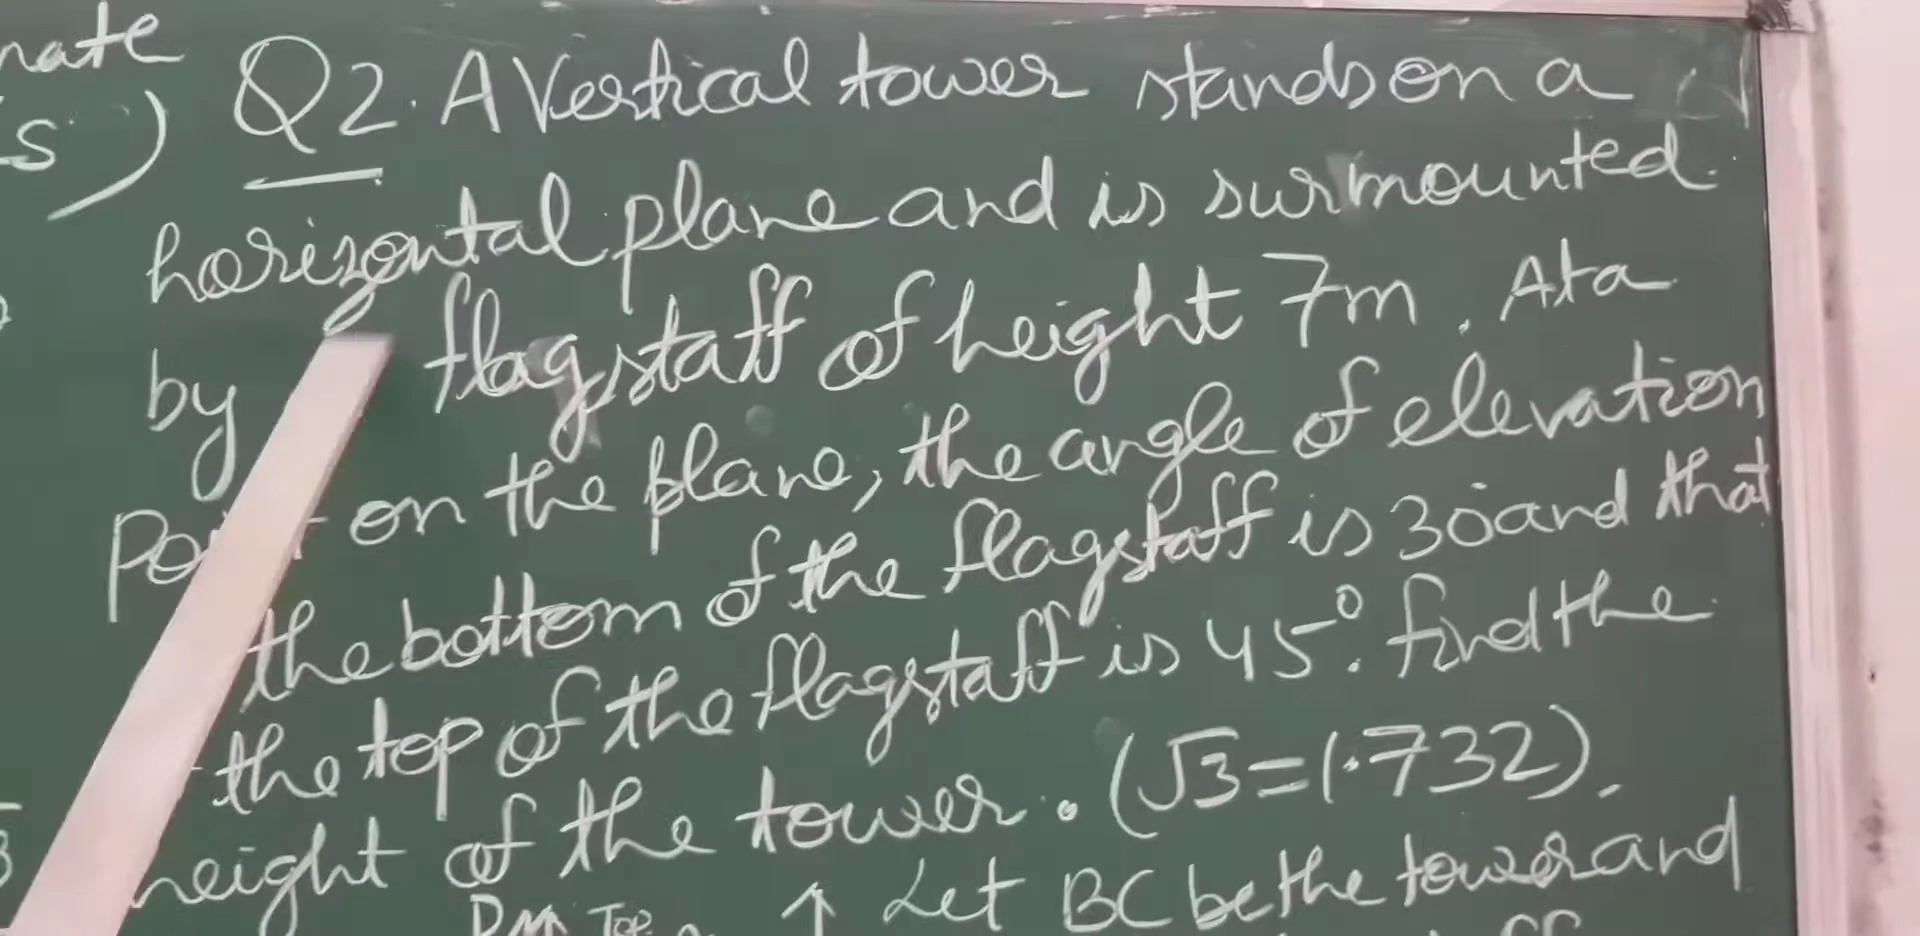 nate
s)
Q2. A Vertical tower stands on a
horizontal plane and is surmounted.
by flagstaff of height 7m. At a
on the plane, the angle of elevation
the bottom of the flagstaff is 30° and that
the top of the flagstaff is 45°. find the
height of the tower. (√3=1.732).
Top ↑ Let BC be the tower and